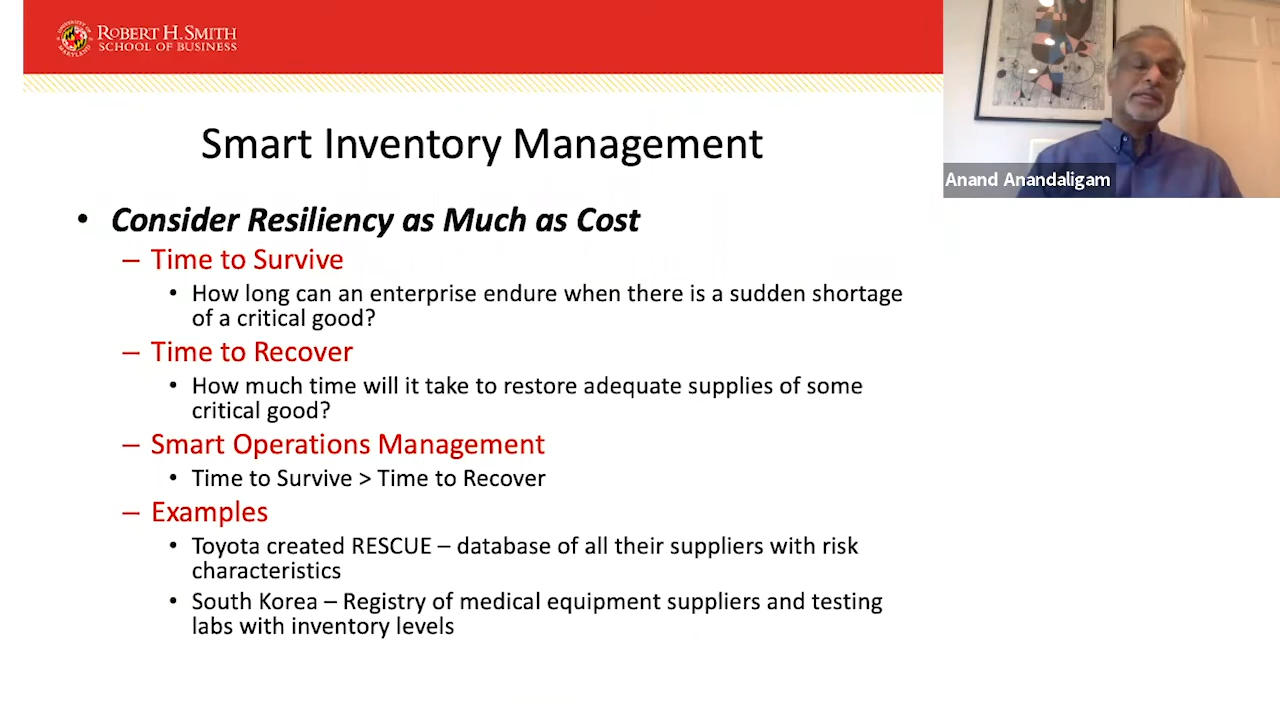 UNIVERSITY OF
MARYLAND
ROBERT H. SMITH
SCHOOL OF BUSINESS
Anand Anandaligam
Smart Inventory Management
• Consider Resiliency as Much as Cost
– Time to Survive
• How long can an enterprise endure when there is a sudden shortage
of a critical good?
– Time to Recover
• How much time will it take to restore adequate supplies of some
critical good?
– Smart Operations Management
• Time to Survive > Time to Recover
– Examples
• Toyota created RESCUE – database of all their suppliers with risk
characteristics
• South Korea – Registry of medical equipment suppliers and testing
labs with inventory levels